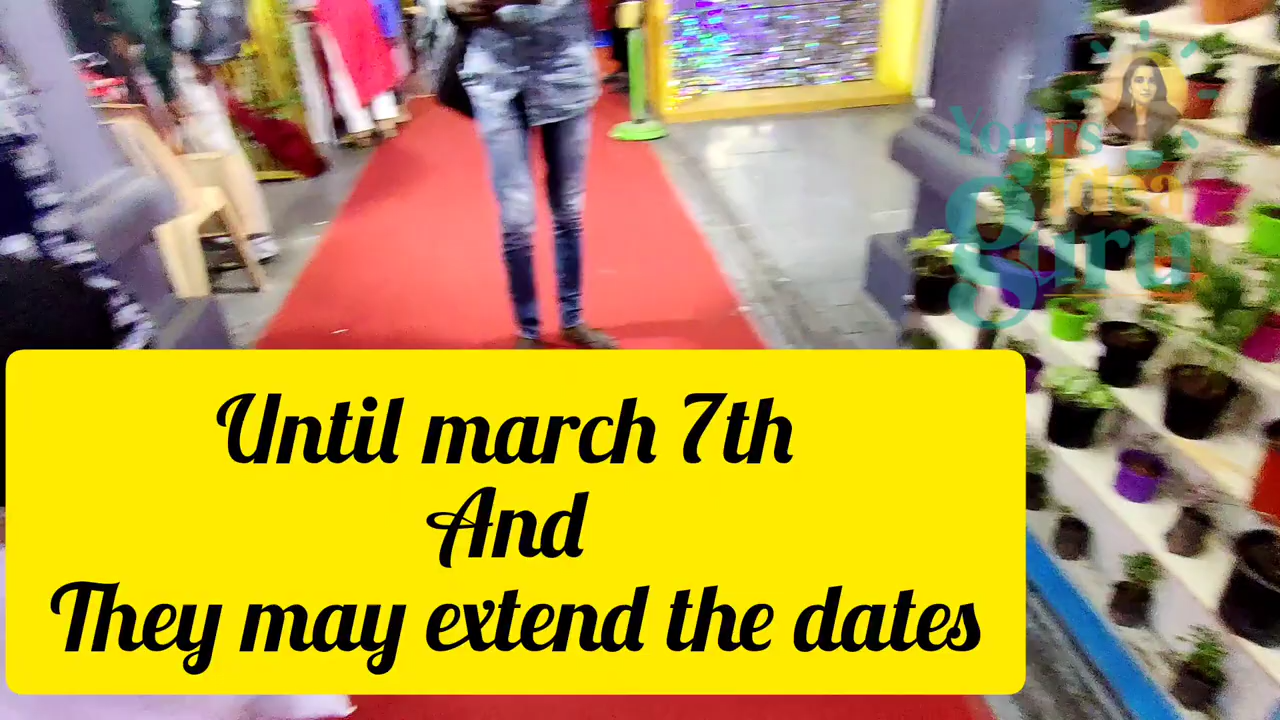 Yours
Idea
guru
Until march 7th
And
They may extend the dates